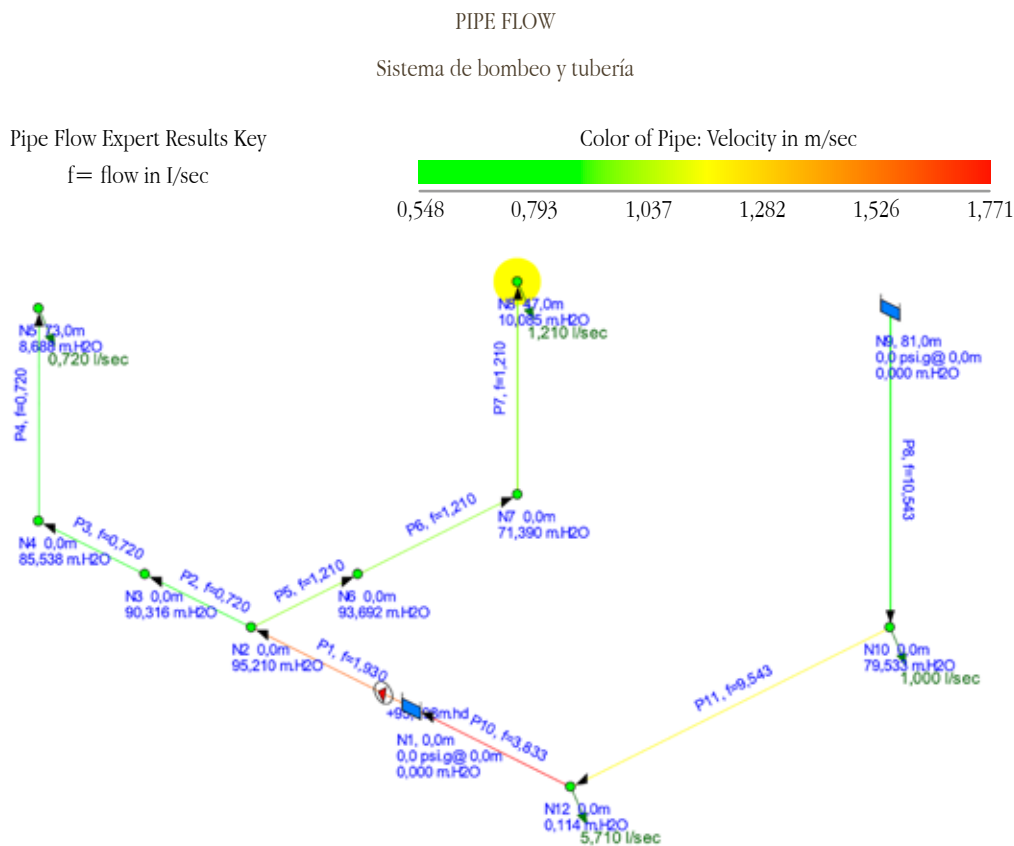 PIPE FLOW
Sistema de bombeo y tubería
Pipe Flow Expert Results Key
f= flow in I/sec
Color of Pipe: Velocity in m/sec
0,548 0,793 1,037 1,282 1,526 1,771
N5 73,0m
8,688 m.H2O
0,720 l/sec
P4, f=0,720
N8 47,0m
10,085 m.H2O
1,210 l/sec
P7, f=1,210
N9, 81,0m
0,0 psi.g@ 0,0m
0,000 m.H2O
P8, f=10,543
N4 0,0m
85,538 m.H2O
P3, f=0,720
P6, f=1,210
N7 0,0m
71,390 m.H2O
N3 0,0m
90,316 m.H2O
P2, f=0,720
P5, f=1,210
N6 0,0m
93,692 m.H2O
N2 0,0m
95,210 m.H2O
P1, f=1,930
N10 0,0m
79,533 m.H2O
1,000 l/sec
P11, f=9,543
P10, f=3,833
N1, 0,0m
0,0 psi.g@ 0,0m
0,000 m.H2O
N12 0,0m
0,114 m.H2O
5,710 l/sec